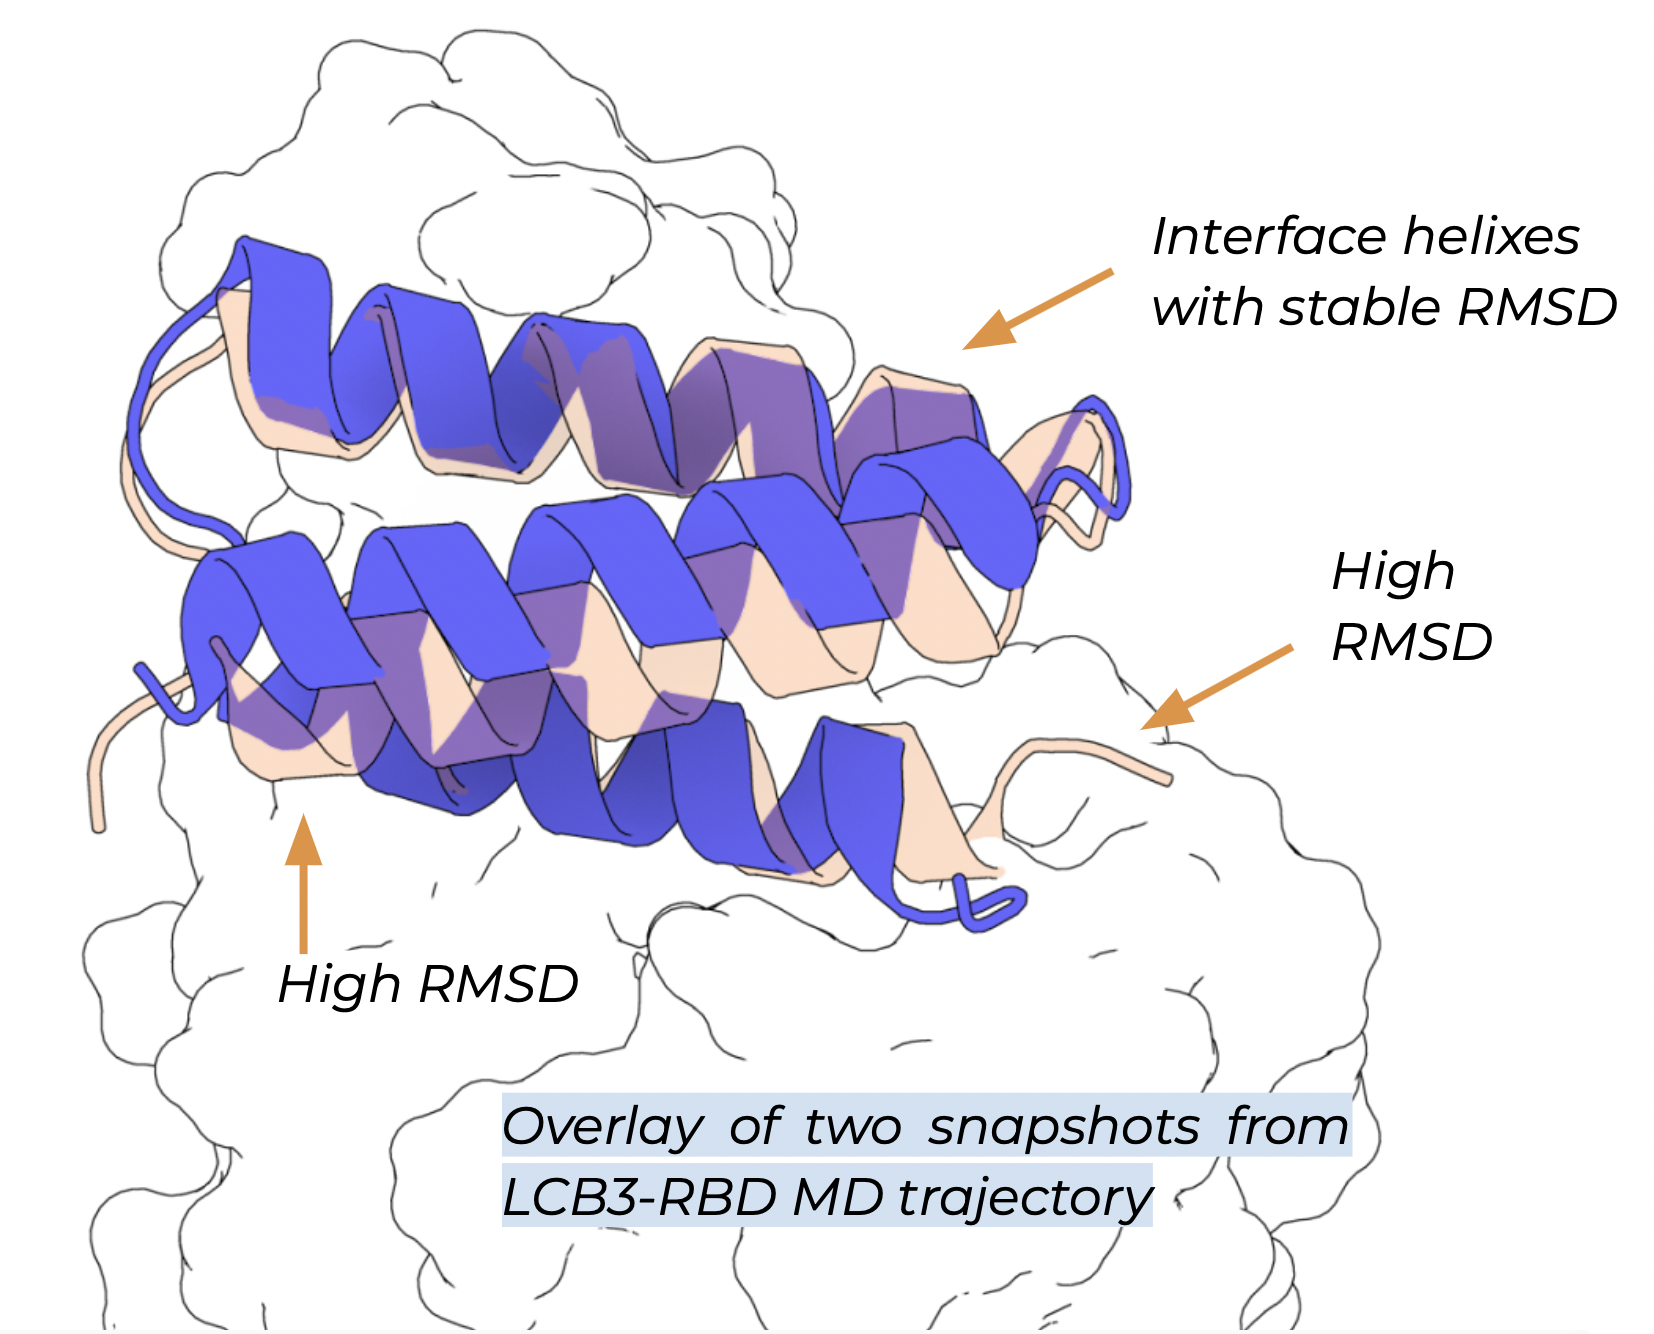 Interface helixes
with stable RMSD
High
RMSD
High RMSD
Overlay of two snapshots from
LCB3-RBD MD trajectory